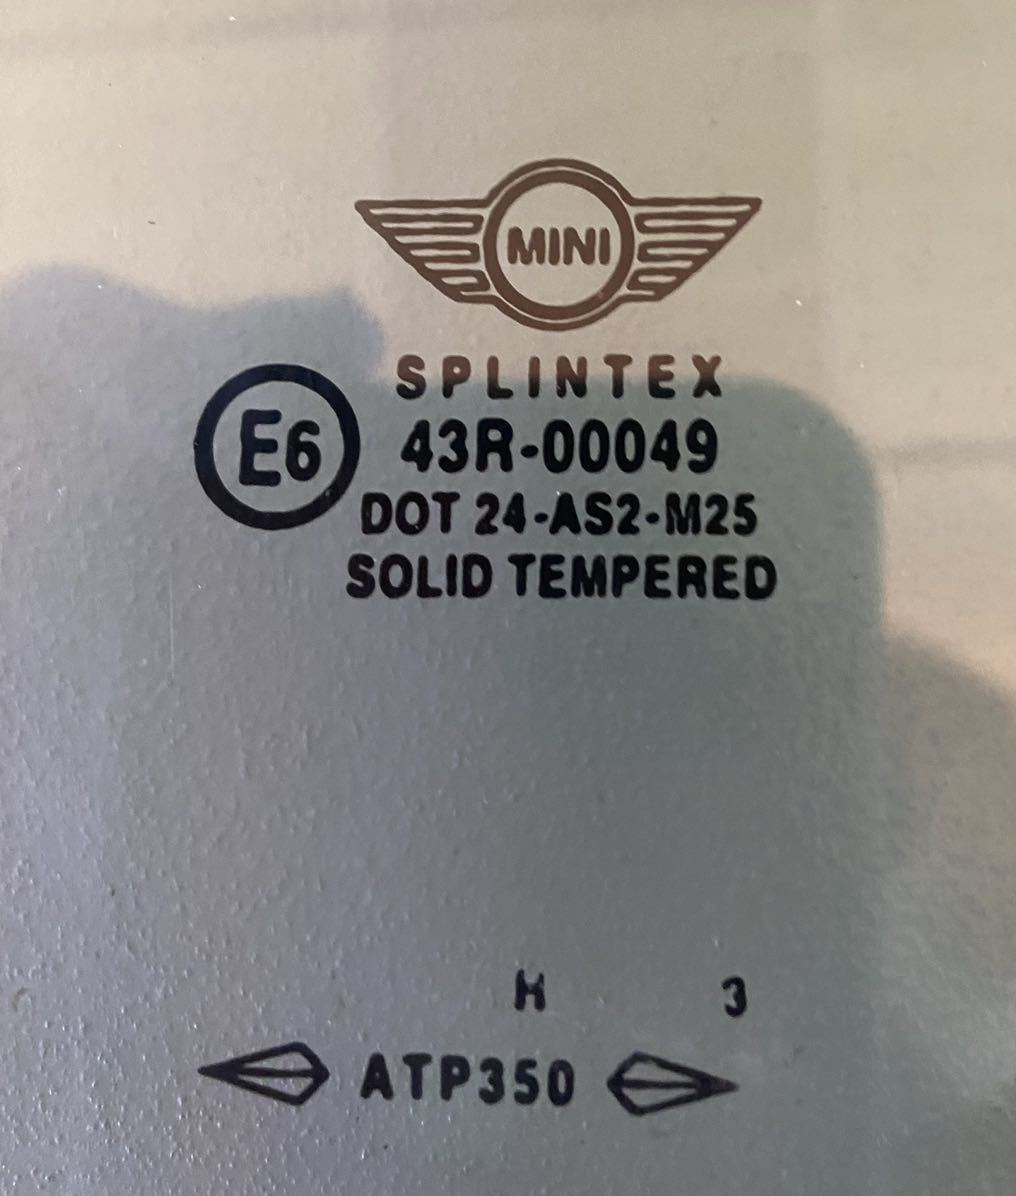 MINI
SPLINTEX
E6
43R-00049
DOT 24-AS2-M25
SOLID TEMPERED
H 3
ATP350